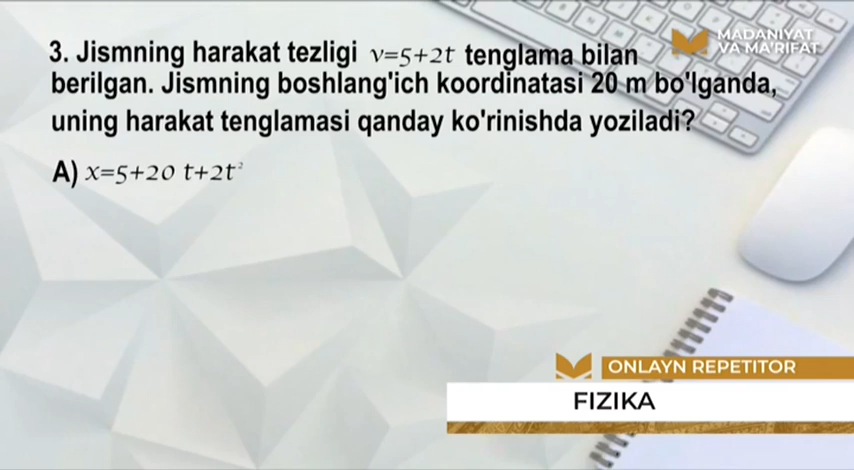 3. Jismning harakat tezligi v=5+2t tenglama bilan
berilgan. Jismning boshlang'ich koordinatasi 20 m bo'lganda,
uning harakat tenglamasi qanday ko'rinishda yoziladi?
A) x=5+20 t+2t²
MADANIYAT
VA MA'RIFAT
ONLAYN REPETITOR
FIZIKA